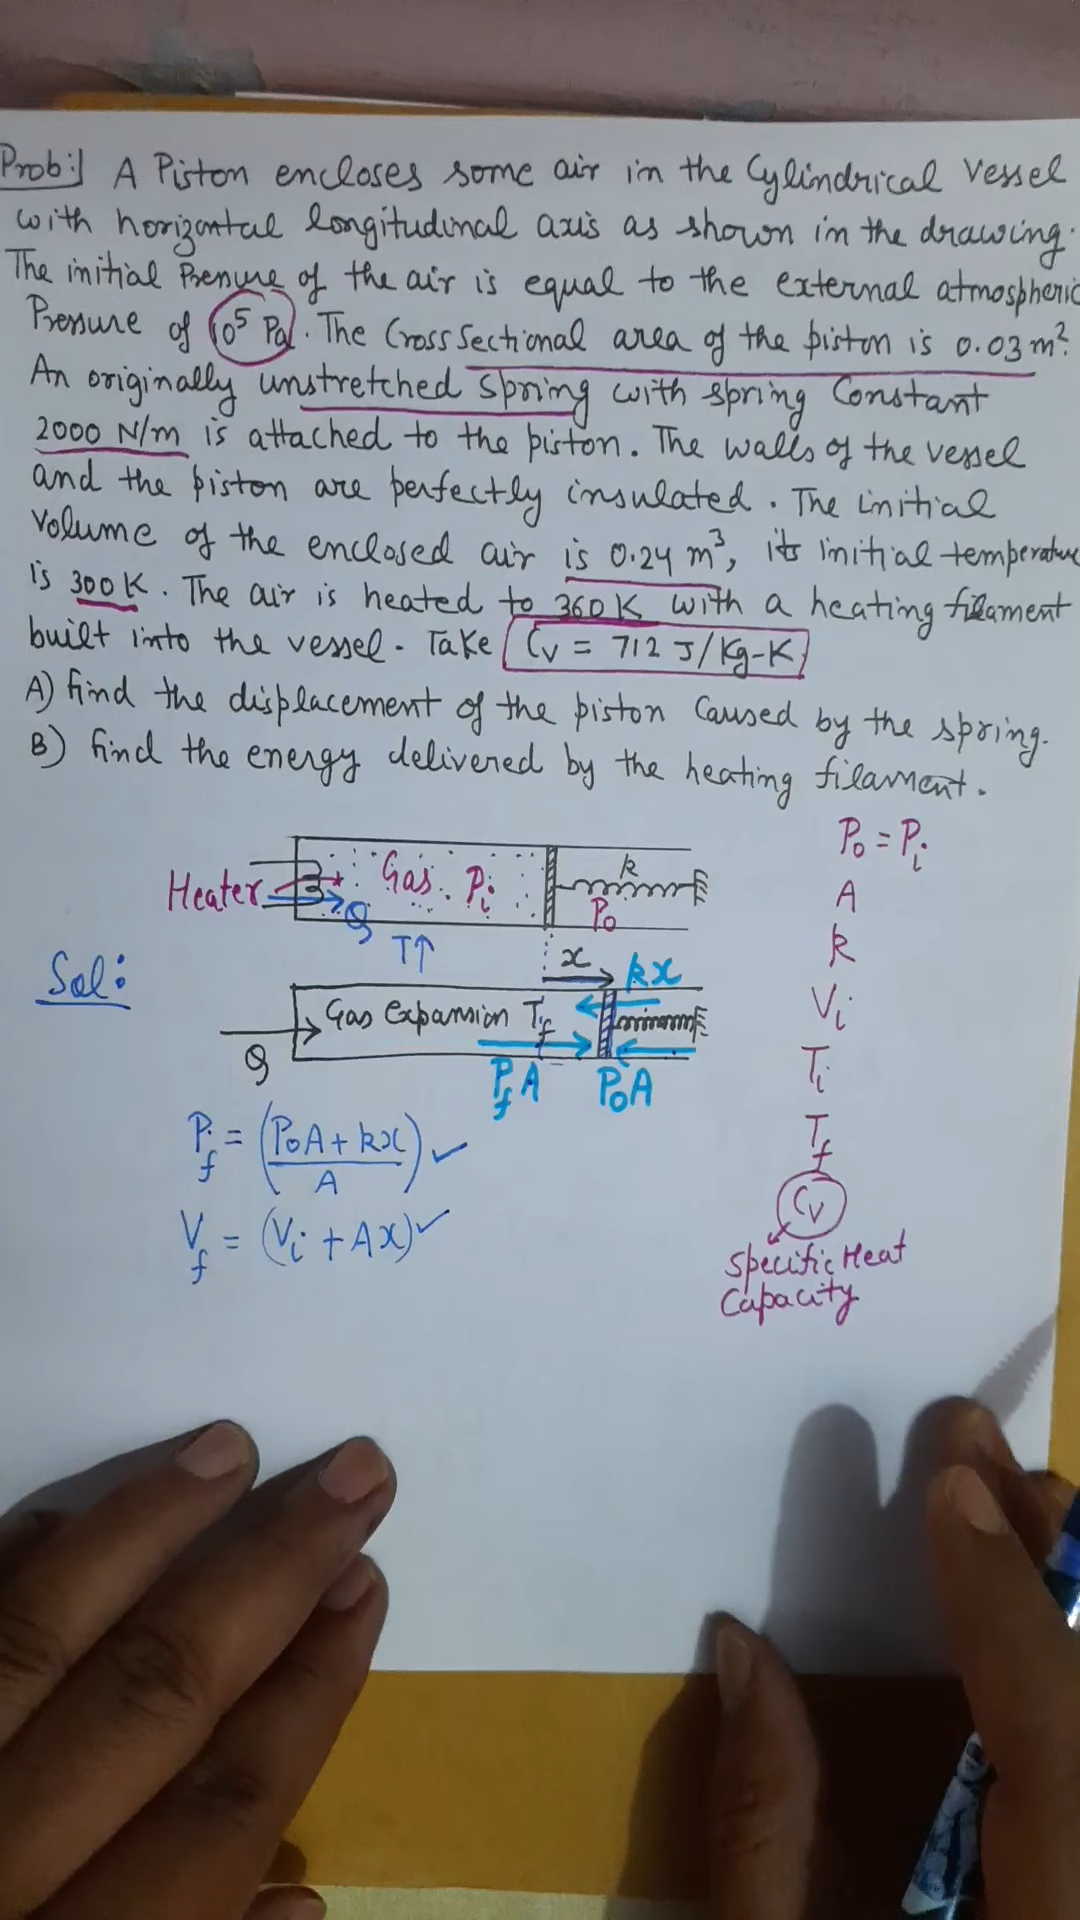 Prob:] A Piston encloses some air in the Cylindrical vessel
with horizontal longitudinal axis as shown in the drawing.
The initial Pressure of the air is equal to the external atmospheric
Pressure of 10⁵ Pa. The Cross Sectional area of the piston is 0.03 m².
An originally unstretched spring with spring Constant
2000 N/m is attached to the piston. The walls of the vessel
and the piston are perfectly insulated. The initial
volume of the enclosed air is 0.24 m³, its initial temperature
is 300 K. The air is heated to 360 K with a heating filament
built into the vessel. Take Cv = 712 J/Kg-K
A) find the displacement of the piston Caused by the spring.
B) find the energy delivered by the heating filament.
P₀ = Pi
Heater Gas Pi k
Q P₀
A
T↑
k
Sol:
x kx
Gas Expansion Tf
Vi
Q
PfA P₀A
Ti
Pf = (P₀A + kx / A) ✓
Tf
Vf = (Vi + Ax) ✓
Cv
Specific Heat
Capacity